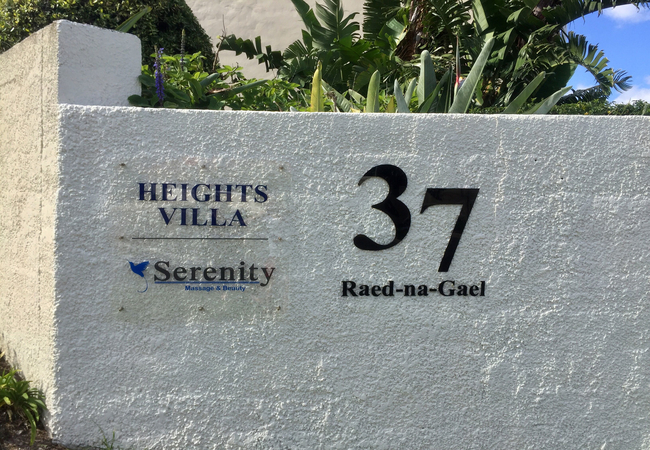 HEIGHTS
VILLA
Serenity
Massage & Beauty
37
Raed-na-Gael